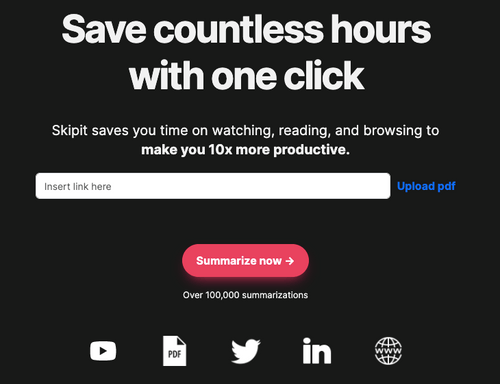 Save countless hours
with one click
Skipit saves you time on watching, reading, and browsing to
make you 10x more productive.
Insert link here
Upload pdf
Summarize now →
Over 100,000 summarizations
PDF
in
WWW